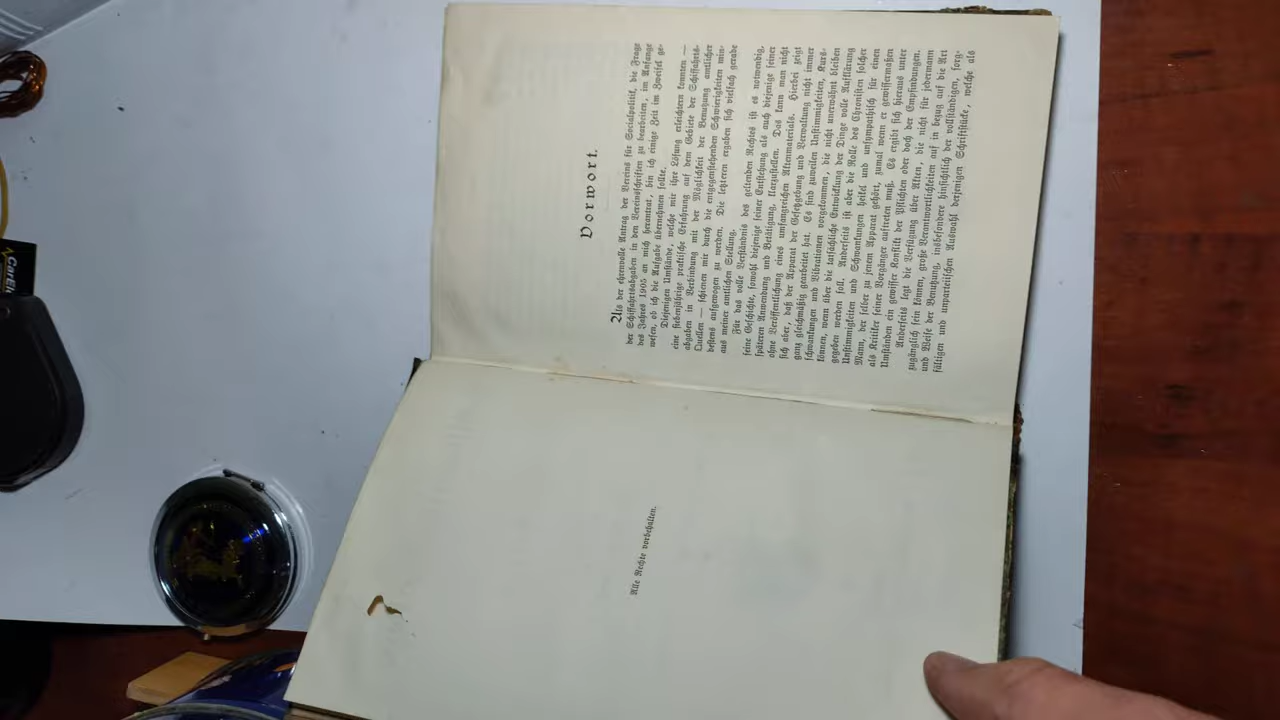 Alle Rechte vorbehalten.
Vorwort.
Als der ehrenvolle Antrag der Vereins für Socialpolitik, die Frage
der Schiffahrtsabgaben in den Vereinsschriften zu bearbeiten, im Anfange
des Jahres 1905 an mich herantrat, bin ich einige Zeit im Zweifel ge-
wesen, ob ich die Aufgabe übernehmen sollte.
Diejenigen Umstände, welche mir ihre Lösung erleichtern konnten —
eine siebenjährige praktische Erfahrung auf dem Gebiete der Schiffahrts-
abgaben in Verbindung mit der Möglichkeit der Benutzung amtlicher
Quellen — schienen mir durch die entgegenstehenden Schwierigkeiten min-
destens aufgewogen zu werden. Die letzteren ergaben sich vielfach gerade
aus meiner amtlichen Stellung.
Für das volle Verständnis des geltenden Rechtes ist es notwendig,
seine Geschichte, sowohl diejenige seiner Entstehung als auch diejenige seiner
späteren Anwendung und Betätigung, klarzustellen. Das kann man nicht
ohne Veröffentlichung eines umfangreichen Aktenmaterials. Hierbei zeigt
sich aber, daß der Apparat der Gesetzgebung und Verwaltung nicht immer
ganz gleichmäßig gearbeitet hat. Es sind zuweilen Unstimmigkeiten, Kurs-
schwankungen und Vibrationen vorgekommen, die nicht unerwähnt bleiben
können, wenn über die tatsächliche Entwicklung der Dinge volle Aufklärung
gegeben werden soll. Anderseits ist aber die Rolle des Chronisten solcher
Unstimmigkeiten und Schwankungen heikel und unsympathisch für einen
Mann, der selber zu jenem Apparat gehört, zumal wenn er gewissermaßen
als Kritiker seiner Vorgänger auftreten muß. Es ergibt sich hieraus unter
Umständen ein gewisser Konflikt der Pflichten oder doch der Empfindungen.
Anderseits legt die Verfügung über Akten, die nicht für jedermann
zugänglich sein können, große Verantwortlichkeiten auf in bezug auf die Art
und Weise der Benutzung, insbesondere hinsichtlich der vollständigen, sorg-
fältigen und unparteiischen Auswahl derjenigen Schriftstücke, welche als